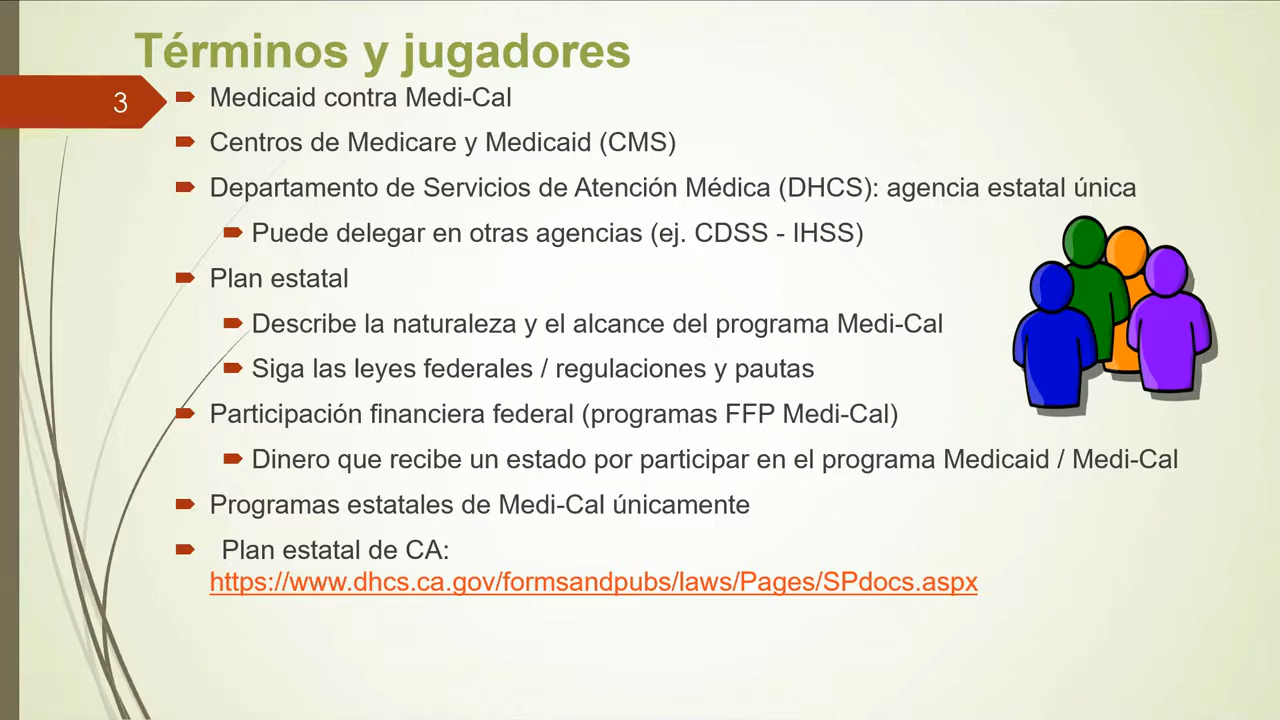 Términos y jugadores
3
Medicaid contra Medi-Cal
Centros de Medicare y Medicaid (CMS)
Departamento de Servicios de Atención Médica (DHCS): agencia estatal única
Puede delegar en otras agencias (ej. CDSS - IHSS)
Plan estatal
Describe la naturaleza y el alcance del programa Medi-Cal
Siga las leyes federales / regulaciones y pautas
Participación financiera federal (programas FFP Medi-Cal)
Dinero que recibe un estado por participar en el programa Medicaid / Medi-Cal
Programas estatales de Medi-Cal únicamente
Plan estatal de CA:
https://www.dhcs.ca.gov/formsandpubs/laws/Pages/SPdocs.aspx